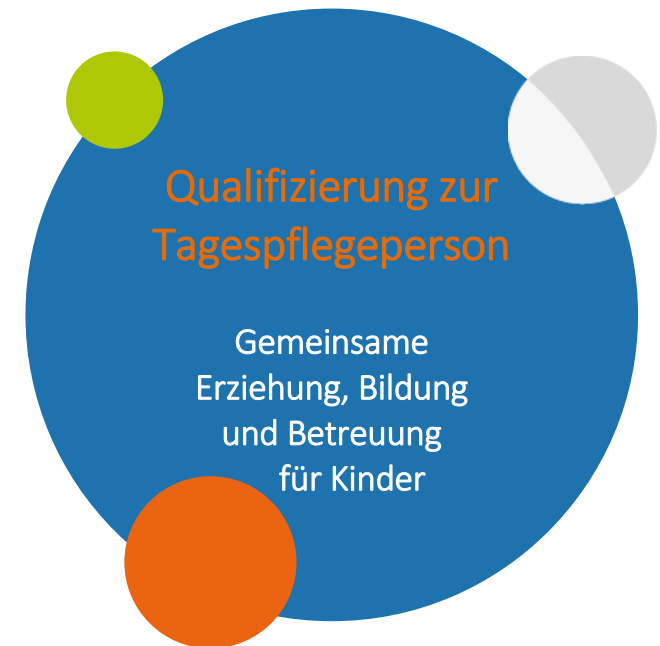 Qualifizierung zur
Tagespflegeperson
Gemeinsame
Erziehung, Bildung
und Betreuung
für Kinder